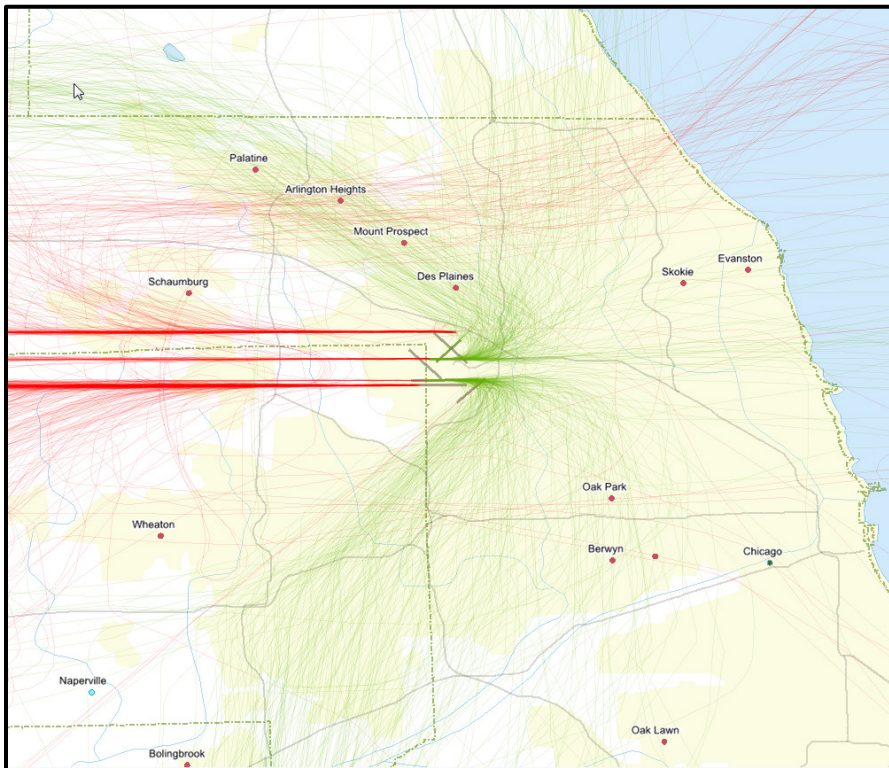 Palatine
Arlington Heights
Mount Prospect
Evanston
Skokie
Des Plaines
Schaumburg
Oak Park
Wheaton
Berwyn
Chicago
Naperville
Oak Lawn
Bolingbrook